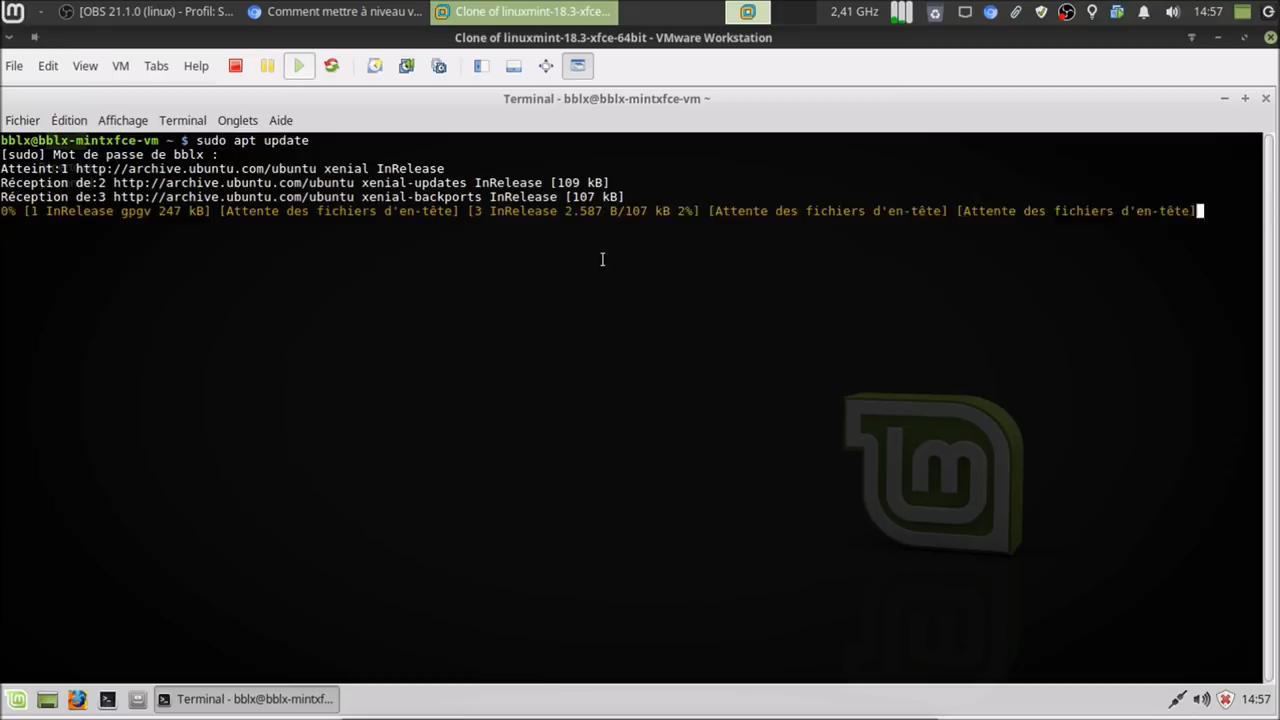 [OBS 21.1.0 (linux) - Profil: S...
Comment mettre à niveau v...
Clone of linuxmint-18.3-xfce...
2,41 GHz
14:57
Clone of linuxmint-18.3-xfce-64bit - VMware Workstation
File Edit View VM Tabs Help
Terminal - bblx@bblx-mintxfce-vm ~
Fichier Édition Affichage Terminal Onglets Aide
bblx@bblx-mintxfce-vm ~ $ sudo apt update
[sudo] Mot de passe de bblx :
Atteint:1 http://archive.ubuntu.com/ubuntu xenial InRelease
Réception de:2 http://archive.ubuntu.com/ubuntu xenial-updates InRelease [109 kB]
Réception de:3 http://archive.ubuntu.com/ubuntu xenial-backports InRelease [107 kB]
0% [1 InRelease gpgv 247 kB] [Attente des fichiers d'en-tête] [3 InRelease 2.587 B/107 kB 2%] [Attente des fichiers d'en-tête] [Attente des fichiers d'en-tête]
Terminal - bblx@bblx-mintxf...
14:57